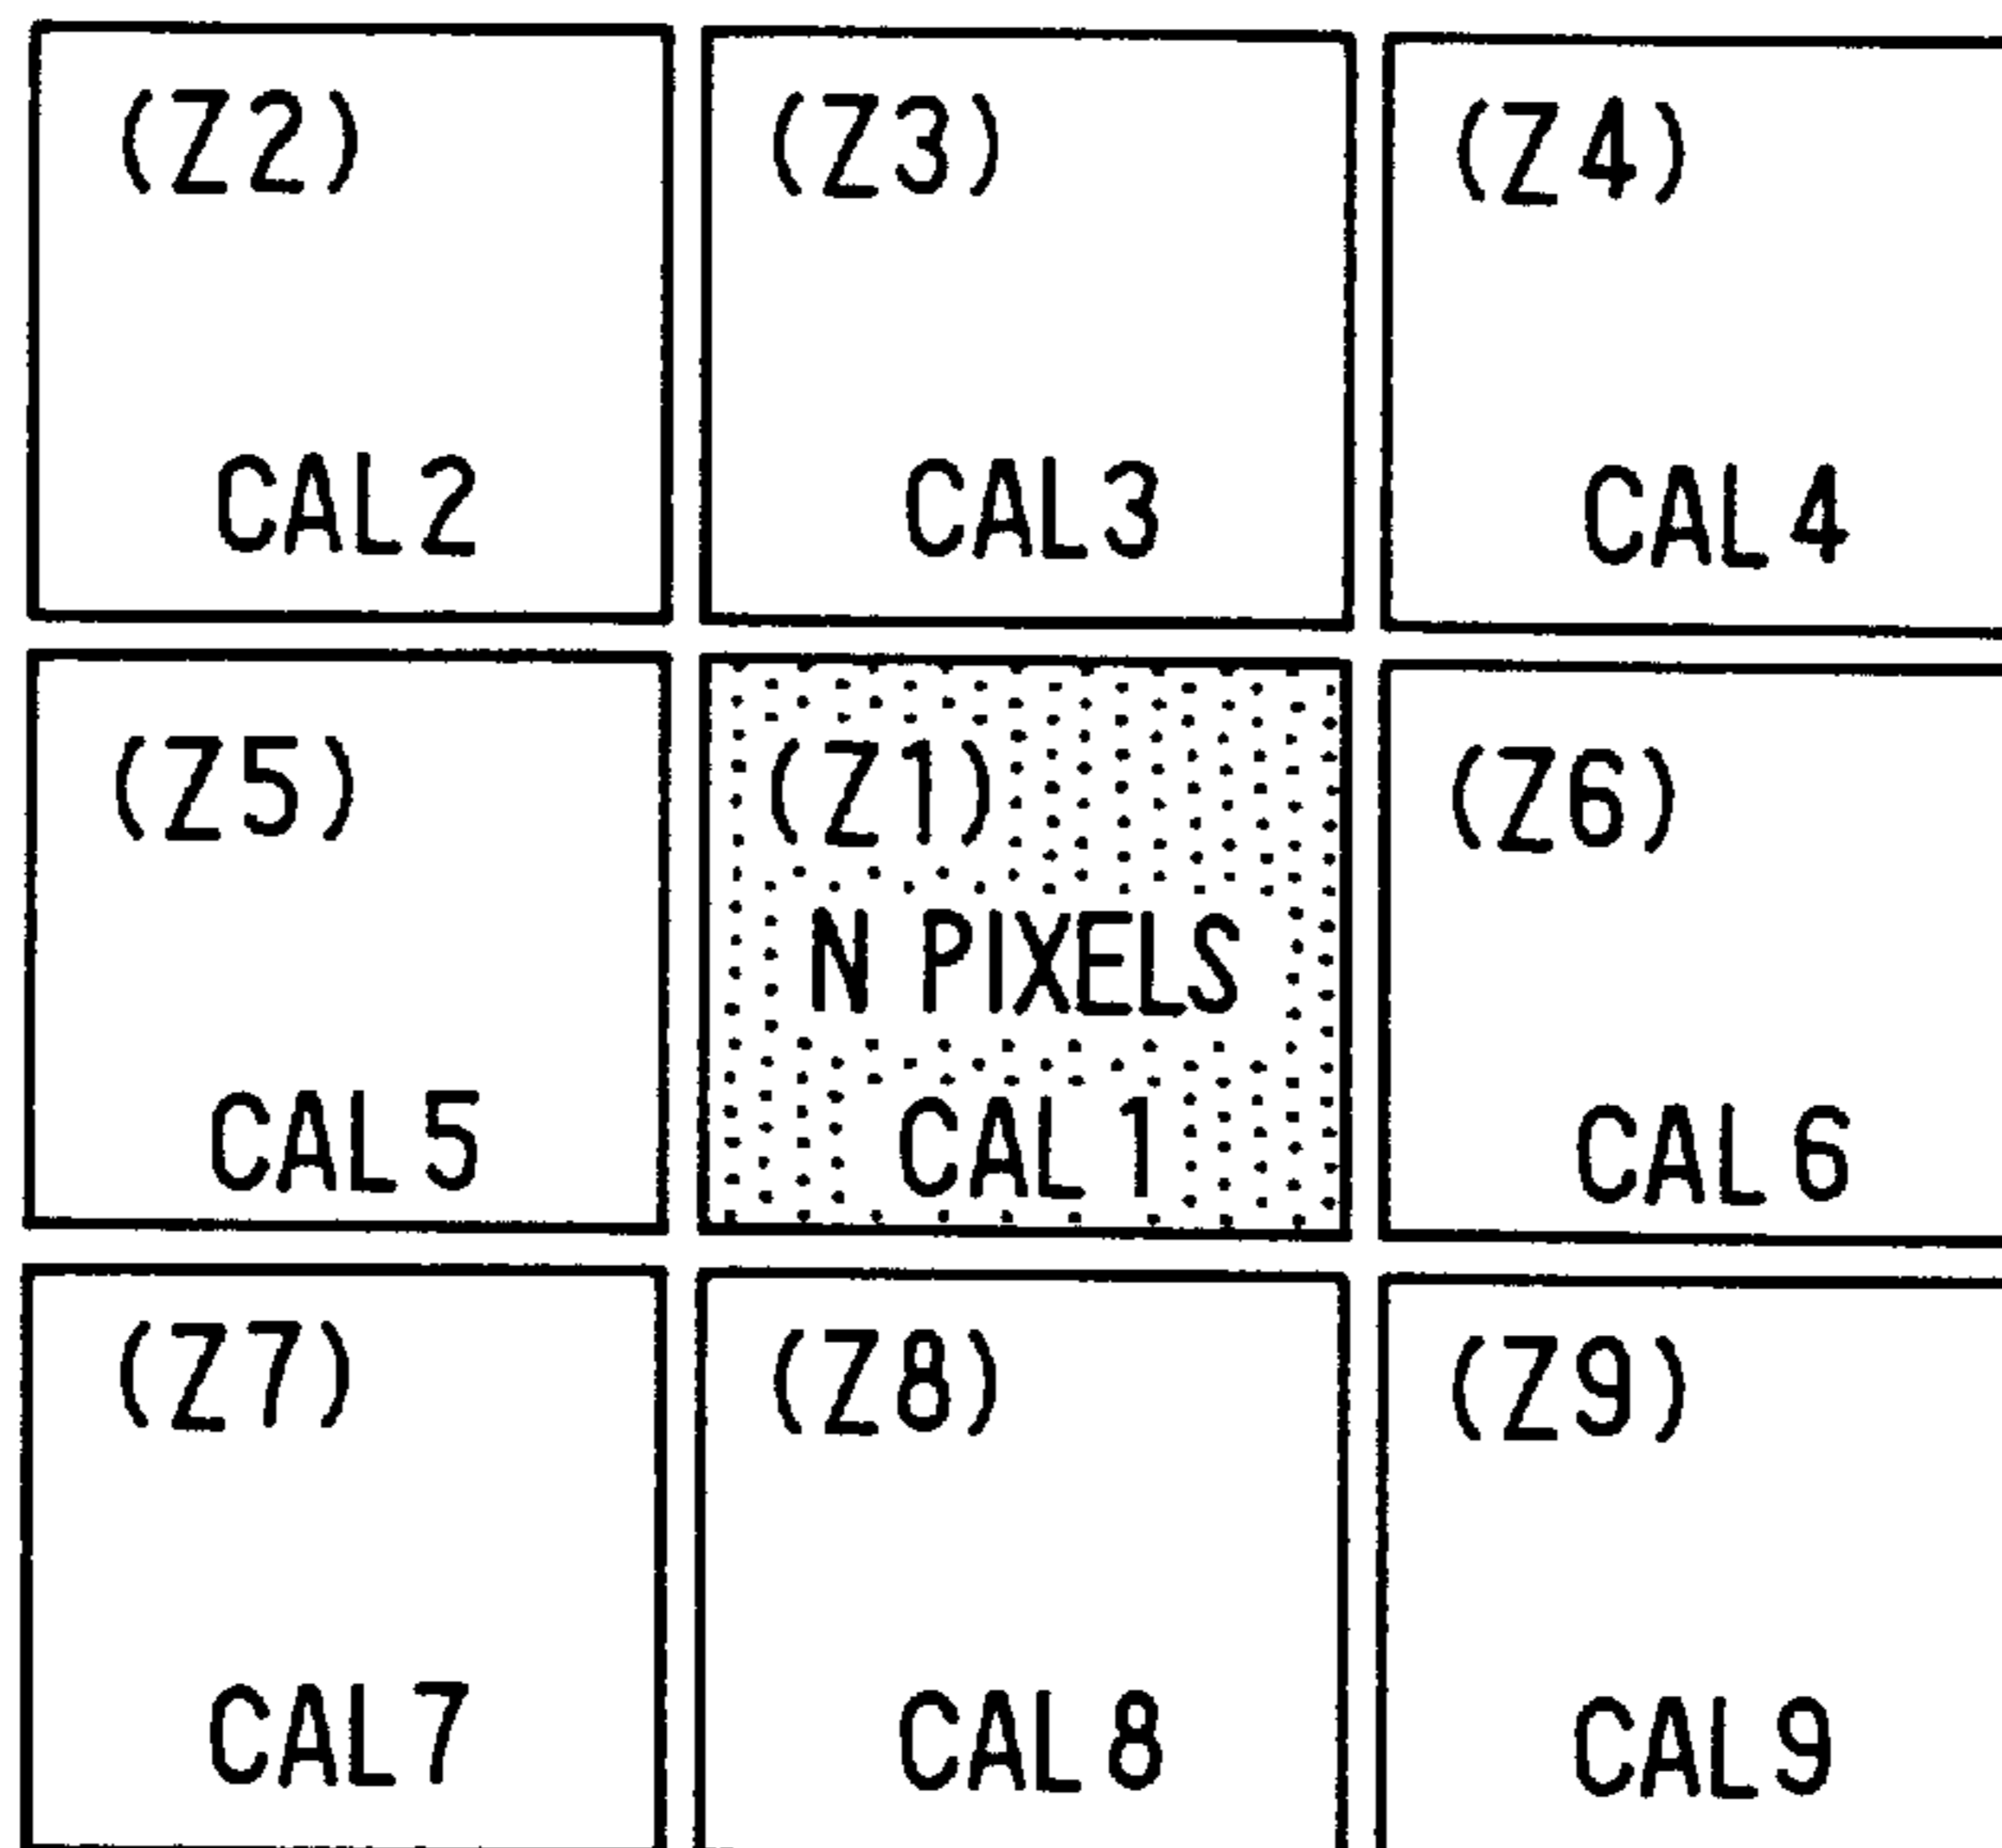 (Z2) (Z3) (Z4)
CAL2 CAL3 CAL4
(Z5) (Z1) (Z6)
N PIXELS
CAL5 CAL1 CAL6
(Z7) (Z8) (Z9)
CAL7 CAL8 CAL9